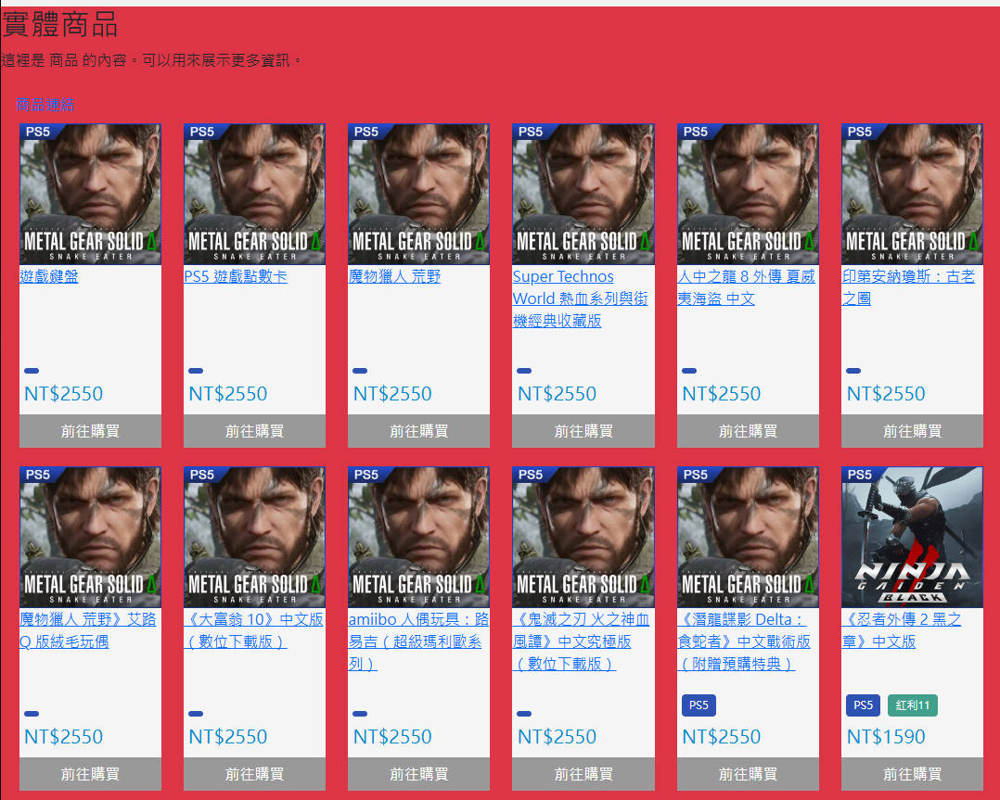 實體商品
這裡是 商品 的內容。可以用來展示更多資訊。
商品連結
PS5
METAL GEAR SOLID Δ
SNAKE EATER
遊戲鍵盤
NT$2550
前往購買
PS5
METAL GEAR SOLID Δ
SNAKE EATER
PS5 遊戲點數卡
NT$2550
前往購買
PS5
METAL GEAR SOLID Δ
SNAKE EATER
魔物獵人 荒野
NT$2550
前往購買
PS5
METAL GEAR SOLID Δ
SNAKE EATER
Super Technos
World 熱血系列與街
機經典收藏版
NT$2550
前往購買
PS5
METAL GEAR SOLID Δ
SNAKE EATER
人中之龍 8 外傳 夏威
夷海盜 中文
NT$2550
前往購買
PS5
METAL GEAR SOLID Δ
SNAKE EATER
印第安納瓊斯：古老
之圈
NT$2550
前往購買
PS5
METAL GEAR SOLID Δ
SNAKE EATER
魔物獵人 荒野》艾路
Q 版絨毛玩偶
NT$2550
前往購買
PS5
METAL GEAR SOLID Δ
SNAKE EATER
《大富翁 10》中文版
（數位下載版）
NT$2550
前往購買
PS5
METAL GEAR SOLID Δ
SNAKE EATER
amiibo 人偶玩具：路
易吉（超級瑪利歐系
列）
NT$2550
前往購買
PS5
METAL GEAR SOLID Δ
SNAKE EATER
《鬼滅之刃 火之神血
風譚》中文究極版
（數位下載版）
NT$2550
前往購買
PS5
METAL GEAR SOLID Δ
SNAKE EATER
《潛龍諜影 Delta：
食蛇者》中文戰術版
（附贈預購特典）
PS5
NT$2550
前往購買
PS5
NINJA
GAIDEN
BLACK
《忍者外傳 2 黑之
章》中文版
PS5 紅利11
NT$1590
前往購買